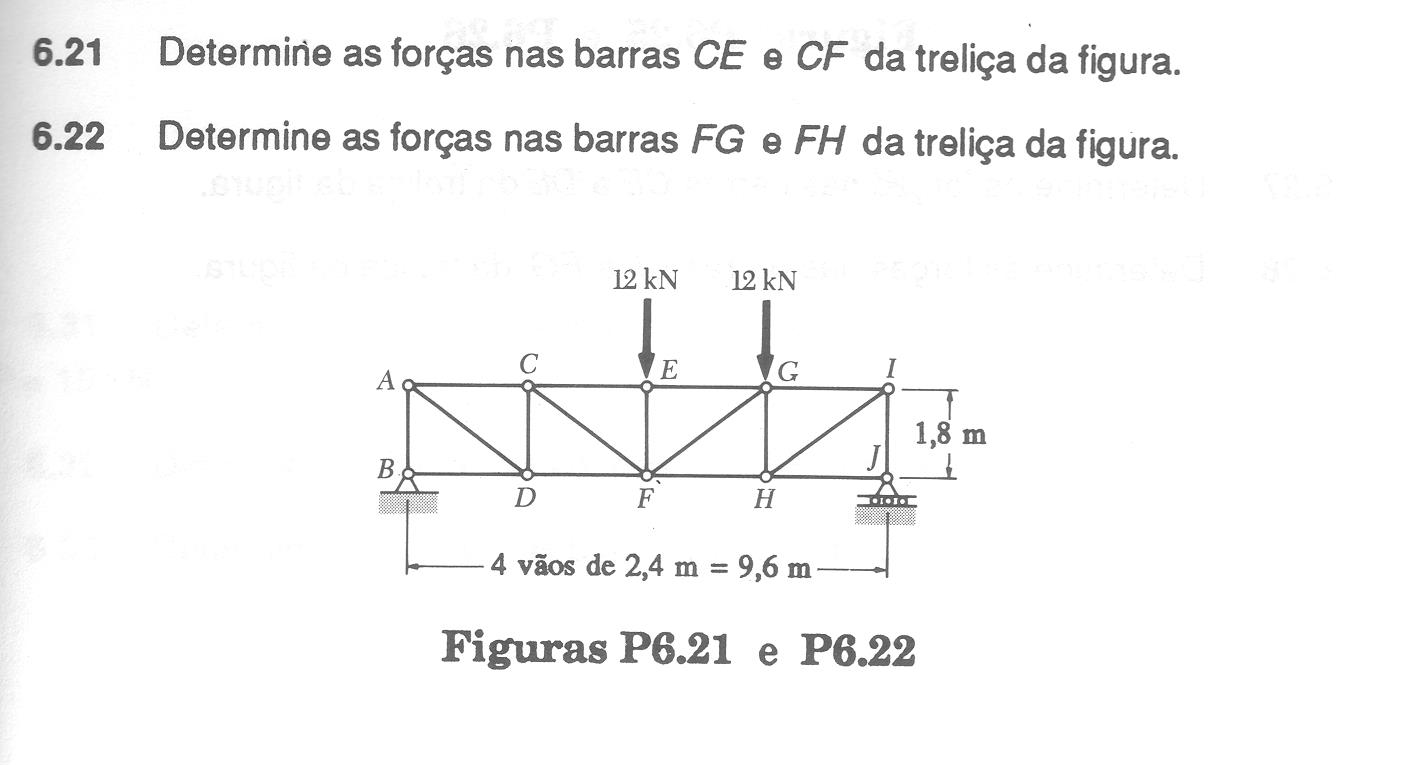 6.21 Determine as forças nas barras CE e CF da treliça da figura.
6.22 Determine as forças nas barras FG e FH da treliça da figura.
12 kN 12 kN
A C E G I
1,8 m
B D F H J
4 vãos de 2,4 m = 9,6 m
Figuras P6.21 e P6.22